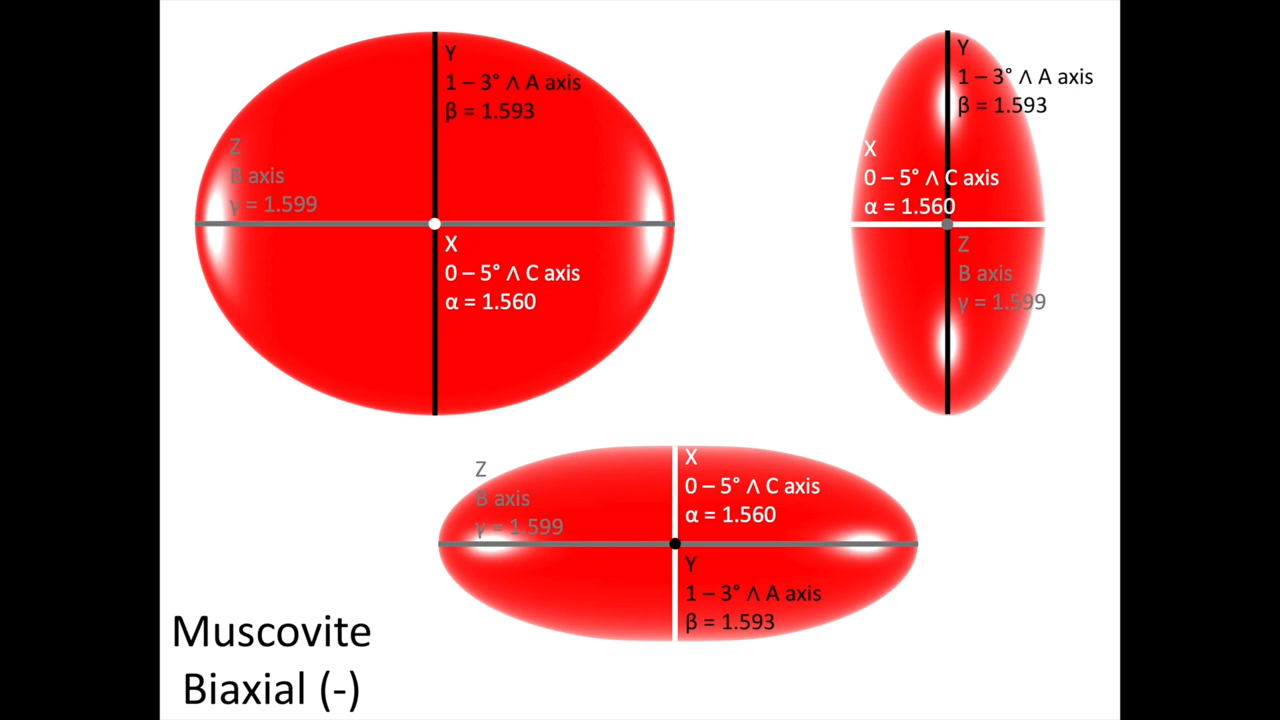 Y
1 – 3° ∧ A axis
β = 1.593
Z
B axis
γ = 1.599
X
0 – 5° ∧ C axis
α = 1.560
Y
1 – 3° ∧ A axis
β = 1.593
X
0 – 5° ∧ C axis
α = 1.560
Z
B axis
γ = 1.599
Z
B axis
γ = 1.599
X
0 – 5° ∧ C axis
α = 1.560
Y
1 – 3° ∧ A axis
β = 1.593
Muscovite
Biaxial (-)